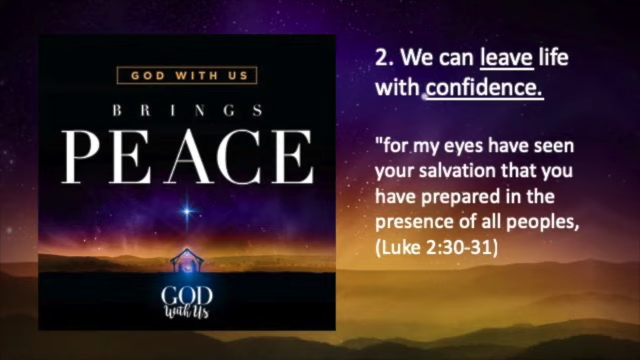 GOD WITH US
BRINGS
PEACE
GOD
With Us
2. We can leave life
with confidence.
"for my eyes have seen
your salvation that you
have prepared in the
presence of all peoples,
(Luke 2:30-31)